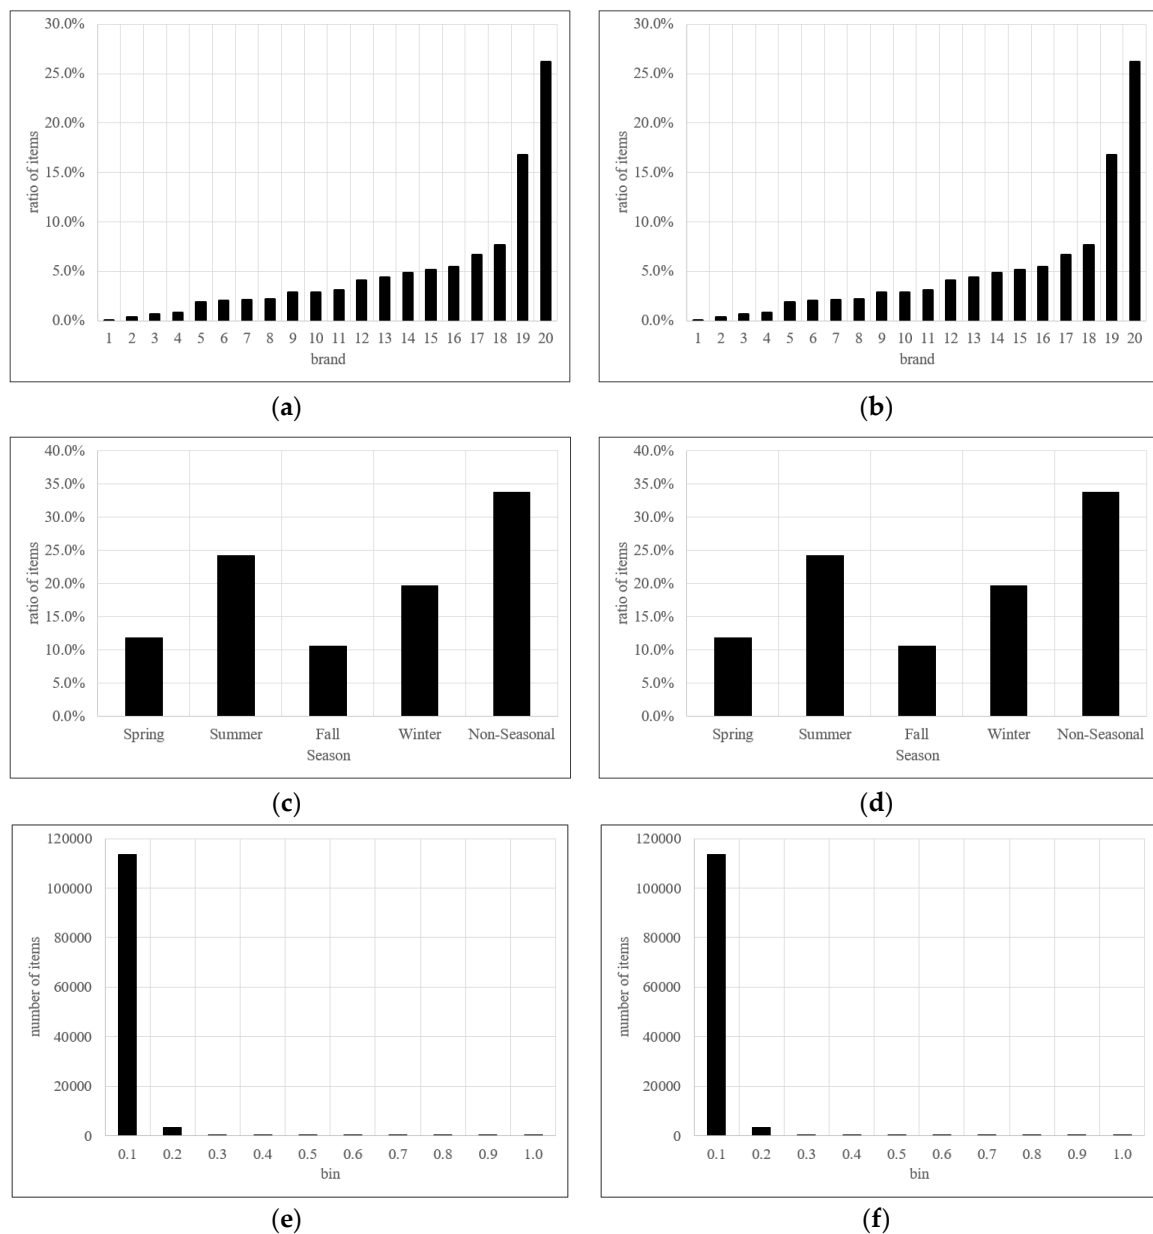 30.0%
25.0%
20.0%
15.0%
10.0%
5.0%
0.0%
ratio of items
1 2 3 4 5 6 7 8 9 10 11 12 13 14 15 16 17 18 19 20
brand
(a)
30.0%
25.0%
20.0%
15.0%
10.0%
5.0%
0.0%
ratio of items
1 2 3 4 5 6 7 8 9 10 11 12 13 14 15 16 17 18 19 20
brand
(b)
40.0%
35.0%
30.0%
25.0%
20.0%
15.0%
10.0%
5.0%
0.0%
ratio of items
Spring Summer Fall Winter Non-Seasonal
Season
(c)
40.0%
35.0%
30.0%
25.0%
20.0%
15.0%
10.0%
5.0%
0.0%
ratio of items
Spring Summer Fall Winter Non-Seasonal
Season
(d)
120000
100000
80000
60000
40000
20000
0
number of items
0.1 0.2 0.3 0.4 0.5 0.6 0.7 0.8 0.9 1.0
bin
(e)
120000
100000
80000
60000
40000
20000
0
number of items
0.1 0.2 0.3 0.4 0.5 0.6 0.7 0.8 0.9 1.0
bin
(f)